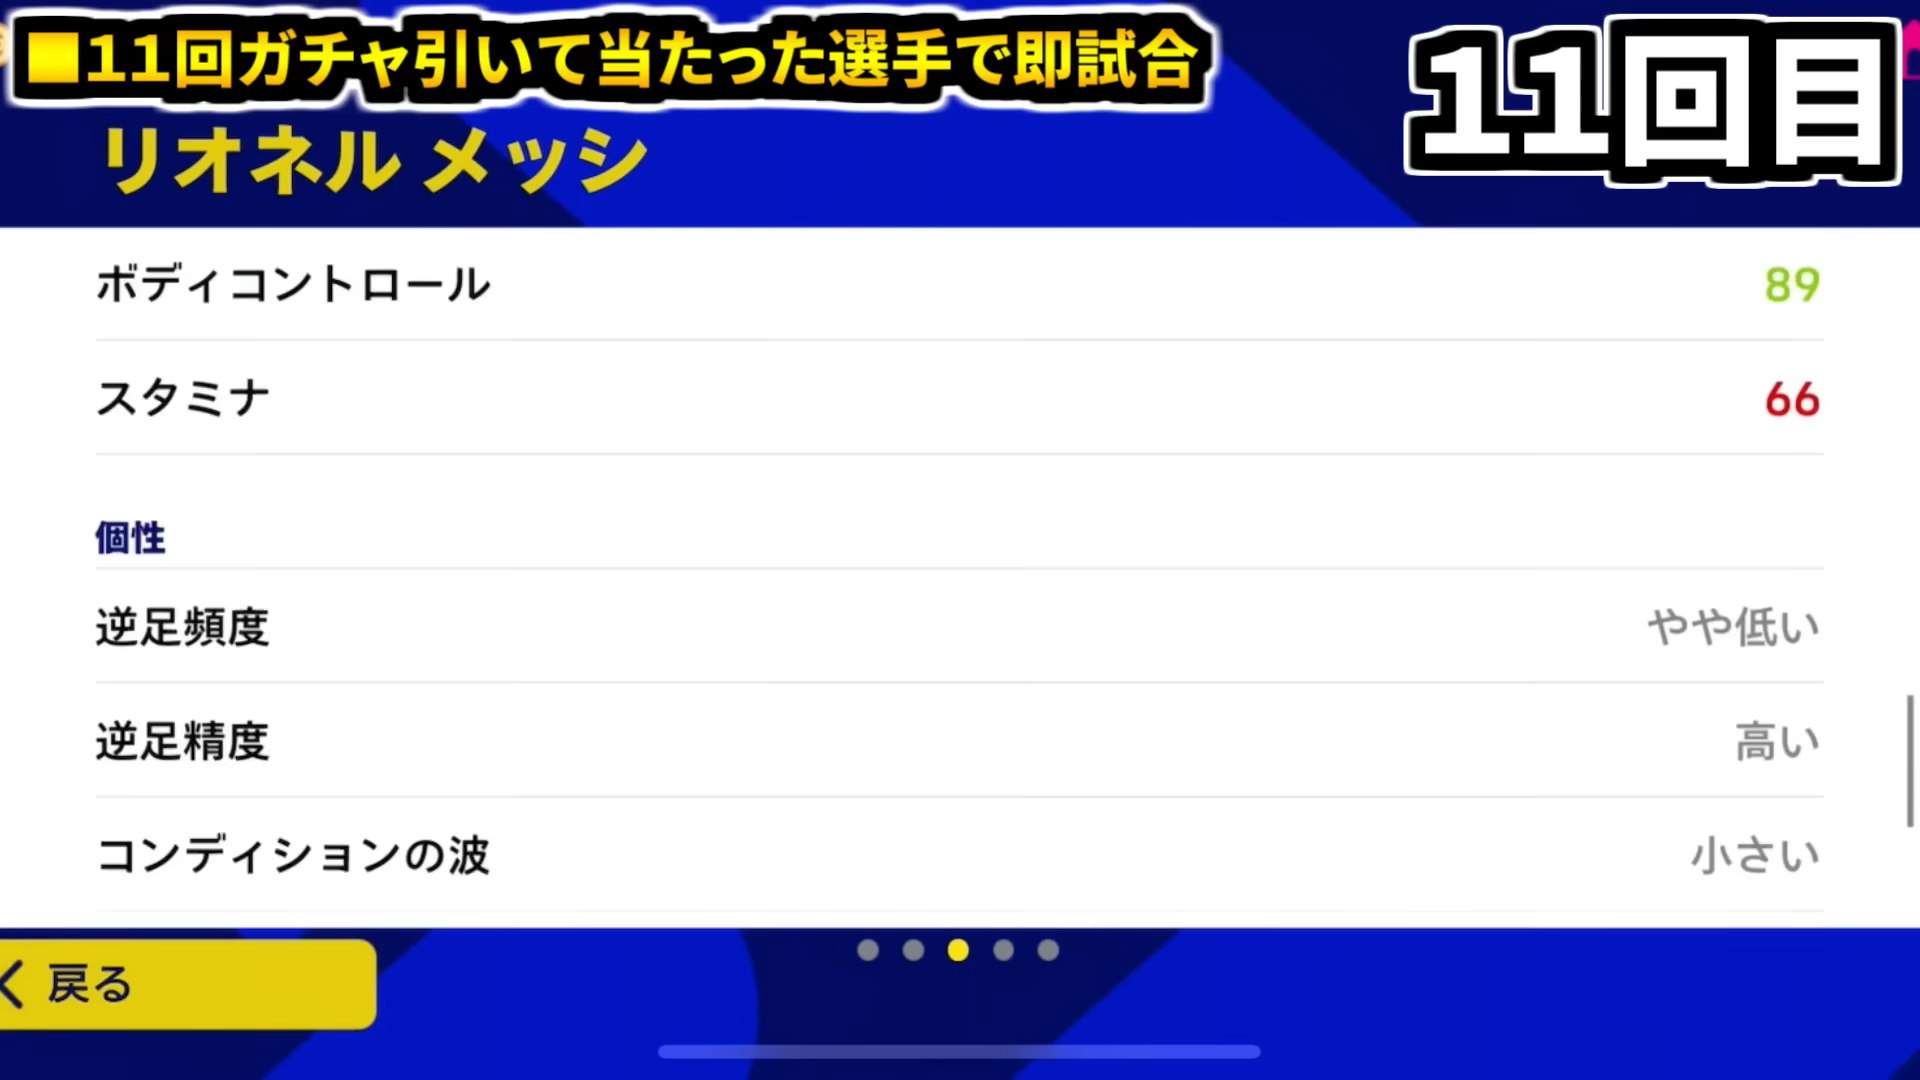 ■11回ガチャ引いて当たった選手で即試合
11回目
リオネル メッシ
ボディコントロール 89
スタミナ 66
個性
逆足頻度 やや低い
逆足精度 高い
コンディションの波 小さい
戻る